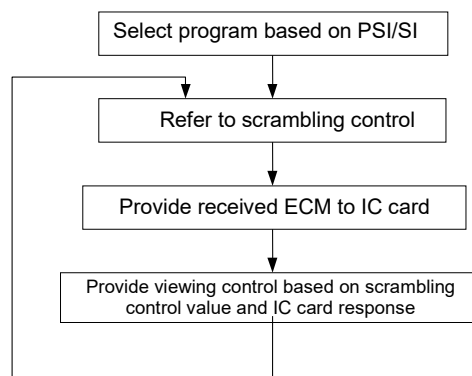 Select program based on PSI/SI
Refer to scrambling control
Provide received ECM to IC card
Provide viewing control based on scrambling
control value and IC card response